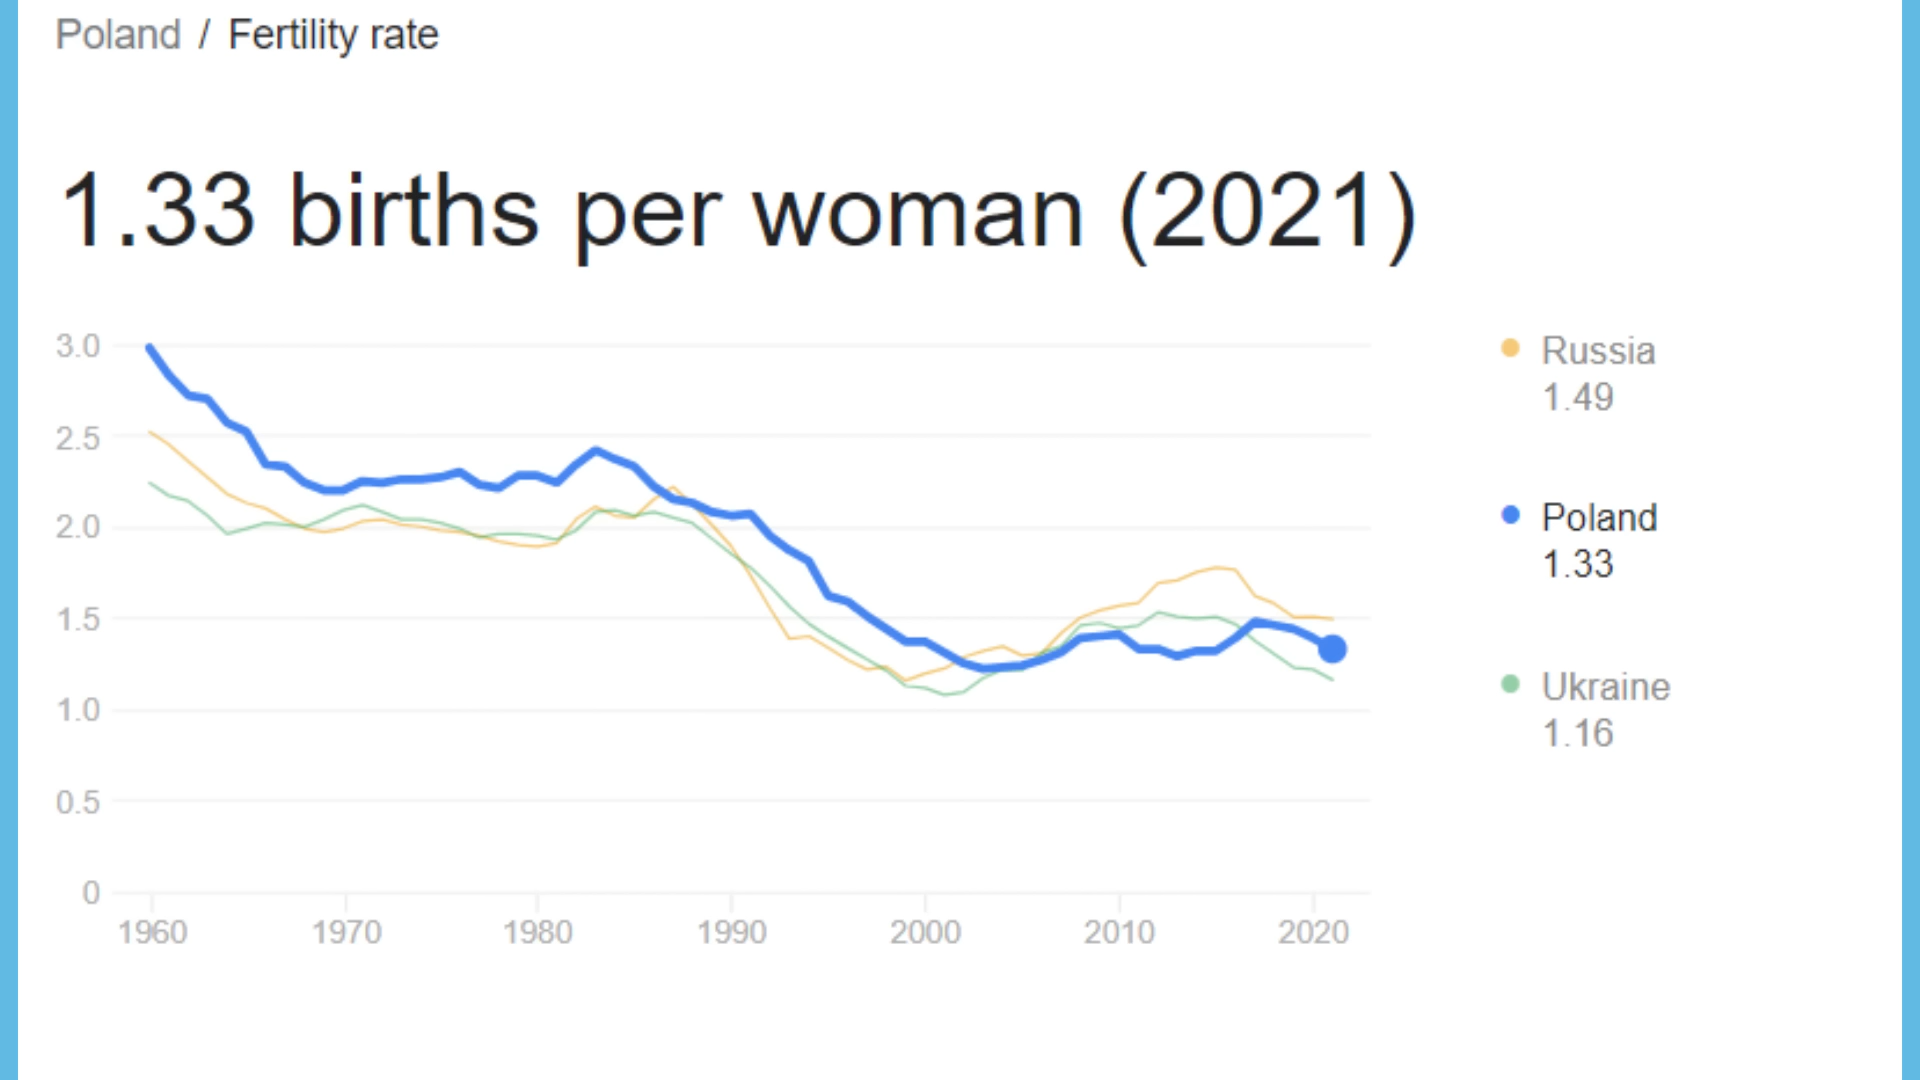 Poland / Fertility rate
1.33 births per woman (2021)
3.0
2.5
2.0
1.5
1.0
0.5
0
1960 1970 1980 1990 2000 2010 2020
Russia
1.49
Poland
1.33
Ukraine
1.16